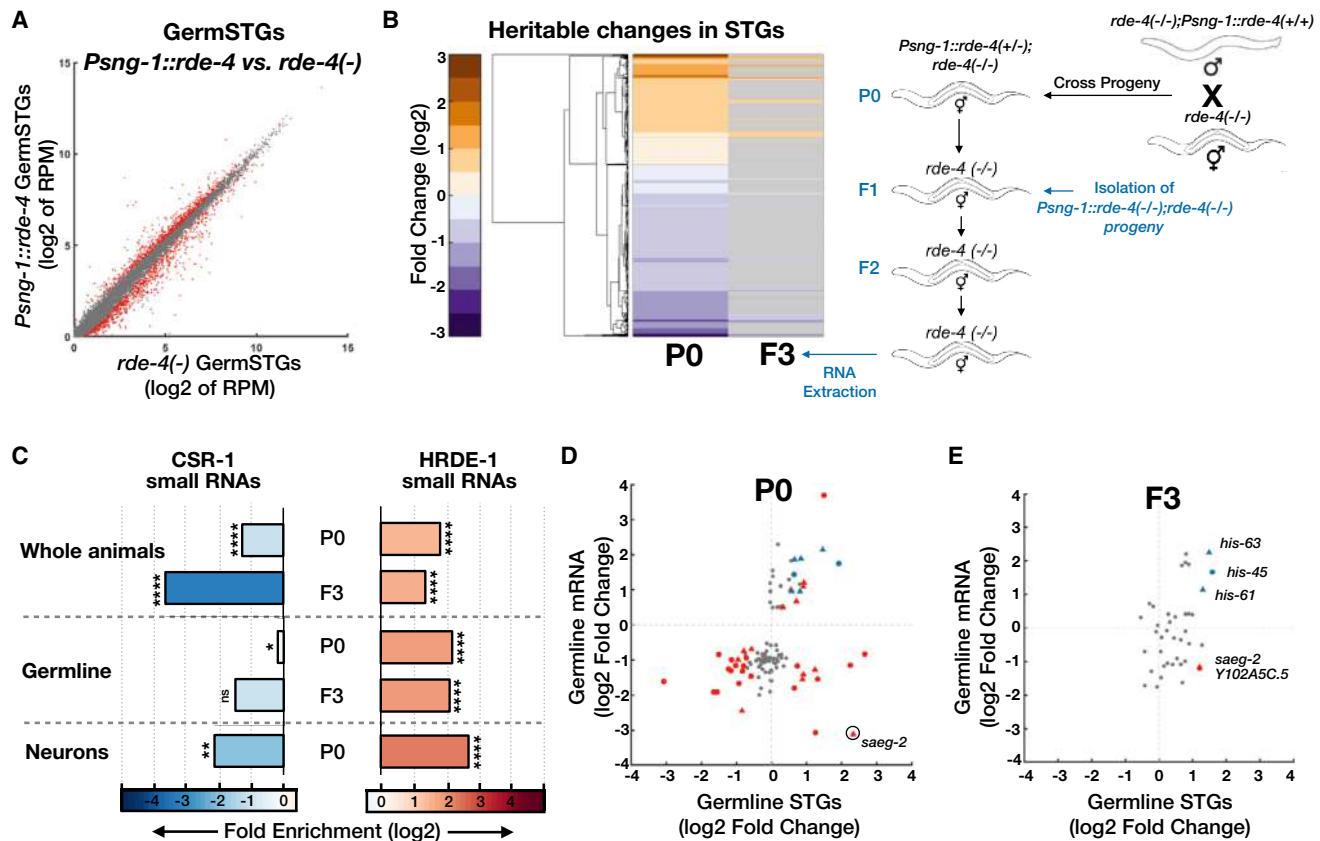 A
GermSTGs
Psng-1::rde-4 vs. rde-4(-)
Psng-1::rde-4 GermSTGs
(log2 of RPM)
15
10
5
0
0
5
10
15
rde-4(-) GermSTGs
(log2 of RPM)
B
Heritable changes in STGs
Fold Change (log2)
3
2
1
0
-1
-2
-3
P0
F3
RNA
Extraction
Psng-1::rde-4(+/-);
rde-4(-/-)
P0
Cross Progeny
rde-4(-/-);Psng-1::rde-4(+/+)
♂
X
rde-4(-/-)
⚥
⚥
rde-4 (-/-)
F1
⚥
Isolation of
Psng-1::rde-4(-/-);rde-4(-/-)
progeny
rde-4 (-/-)
F2
⚥
rde-4 (-/-)
⚥
C
CSR-1
small RNAs
HRDE-1
small RNAs
Whole animals
****
P0
****
****
F3
****
Germline
*
P0
****
ns
F3
****
Neurons
**
P0
****
-4 -3 -2 -1 0
0 1 2 3 4
Fold Enrichment (log2)
D
P0
Germline mRNA
(log2 Fold Change)
4
3
2
1
0
-1
-2
-3
-4
saeg-2
-4 -3 -2 -1 0 1 2 3 4
Germline STGs
(log2 Fold Change)
E
F3
Germline mRNA
(log2 Fold Change)
4
3
2
1
0
-1
-2
-3
-4
his-63
his-45
his-61
saeg-2
Y102A5C.5
-4 -3 -2 -1 0 1 2 3 4
Germline STGs
(log2 Fold Change)